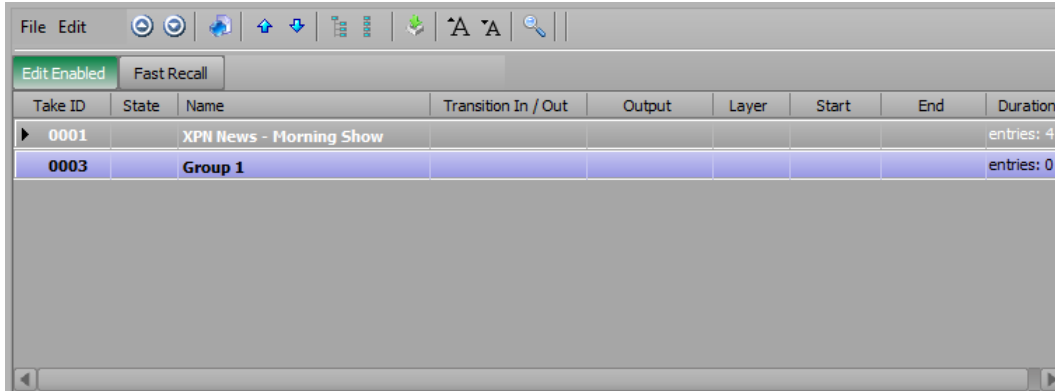 File Edit A A
Edit Enabled Fast Recall
Take ID State Name Transition In / Out Output Layer Start End Duration
0001 XPN News - Morning Show entries: 4
0003 Group 1 entries: 0